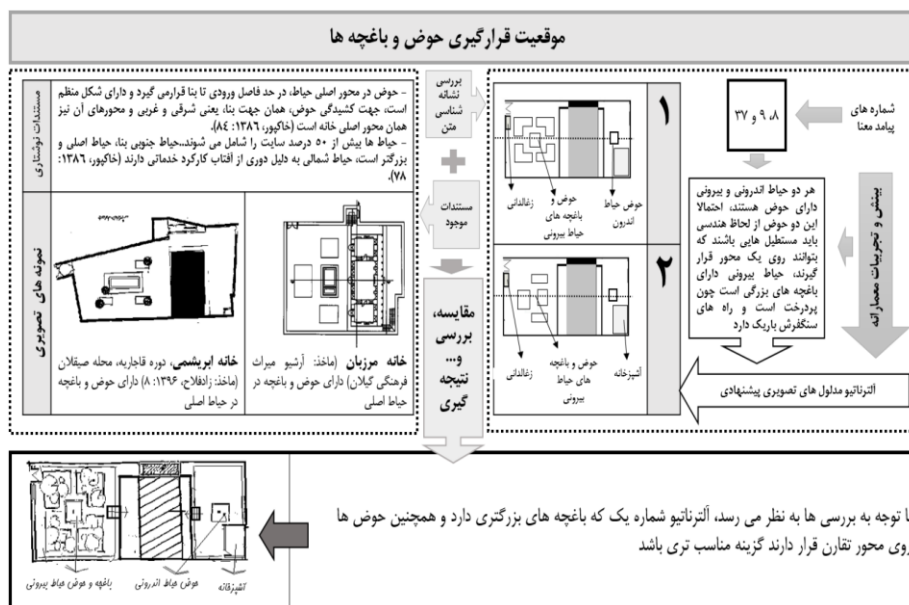 موقعیت قرارگیری حوض و باغچه ها
شماره های
پیامد معنا
۸، ۹ و ۳۷
بینش و تجربیات معمارانه
هر دو حیاط اندرونی و بیرونی
دارای حوض هستند، احتمالا
این دو حوض از لحاظ هندسی
باید مستطیل هایی باشند که
بتوانند روی یک محور قرار
گیرند، حیاط بیرونی دارای
باغچه های بزرگی است چون
پردرخت است و راه های
سنگفرش باریک دارد
آلترناتیو مدلول های تصویری پیشنهادی
۱
حوض حیاط
اندرون
حوض و
باغچه های
حیاط بیرونی
زغالدانی
۲
آشپزخانه
حوض و باغچه
های حیاط
بیرونی
زغالدانی
بررسی
نشانه
شناسی
متن
مستندات
موجود
مقایسه،
بررسی
و...
نتیجه
گیری
مستندات نوشتاری
- حوض در محور اصلی حیاط، در حد فاصل ورودی تا بنا قرارمی گیرد و دارای شکل منظم
است، جهت کشیدگی حوض، همان جهت بنا، یعنی شرقی و غربی و محورهای آن نیز
همان محور اصلی خانه است (خاکپور، ۱۳۸۶: ۸۴).
- حیاط ها بیش از ۵۰ درصد سایت را شامل می شوند..حیاط جنوبی بنا، حیاط اصلی و
بزرگتر است، حیاط شمالی به دلیل دوری از آفتاب کارکرد خدماتی دارند (خاکپور، ۱۳۸۶:
۷۸).
نمونه های تصویری
خانه مرزبان (ماخذ: آرشیو میراث
فرهنگی گیلان) دارای حوض و باغچه در
حیاط اصلی
خانه ابریشمی، دوره قاجاریه، محله صیقلان
(ماخذ: زادفلاح، ۱۳۹۶: ۸) دارای حوض و باغچه
در حیاط اصلی
با توجه به بررسی ها به نظر می رسد، آلترناتیو شماره یک که باغچه های بزرگتری دارد و همچنین حوض ها
روی محور تقارن قرار دارند گزینه مناسب تری باشد
آشپزخانه
حوض حیاط اندرونی
باغچه و حوض حیاط بیرونی